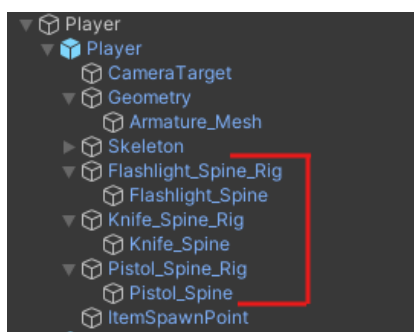 Player
Player
CameraTarget
Geometry
Armature_Mesh
Skeleton
Flashlight_Spine_Rig
Flashlight_Spine
Knife_Spine_Rig
Knife_Spine
Pistol_Spine_Rig
Pistol_Spine
ItemSpawnPoint